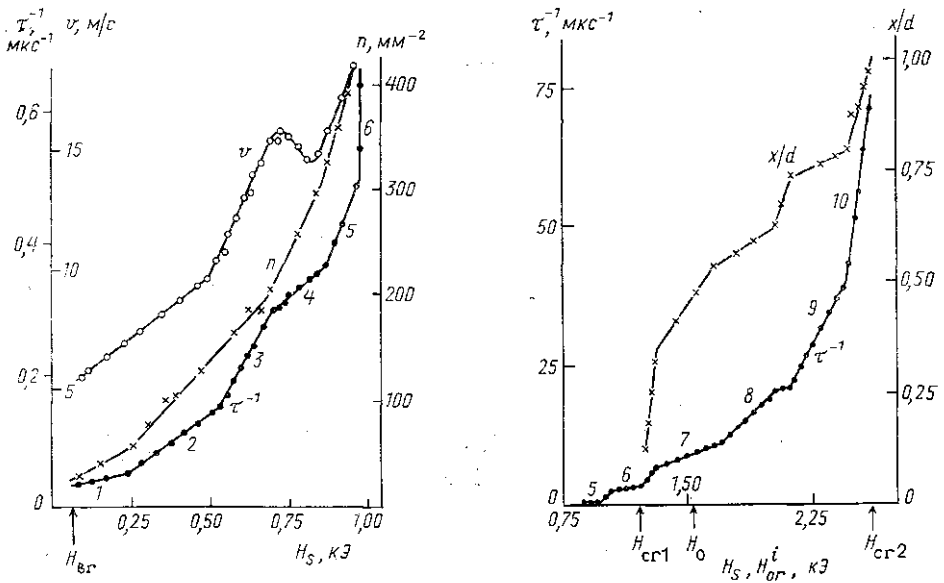 τ⁻¹, мкс⁻¹
v, м/с
n, мм⁻²
0,6
0,4
0,2
0
15
10
5
400
300
200
100
v
n
τ⁻¹
1
2
3
4
5
6
0,25
0,50
0,75
1,00
H_вг
H_S, кЭ
τ⁻¹, мкс⁻¹
x/d
75
50
25
0
1,00
0,75
0,50
0,25
0
x/d
τ⁻¹
5
6
7
8
9
10
0,75
1,50
2,25
H_cr1
H_0
H_cr2
H_S, H^i_or, кЭ